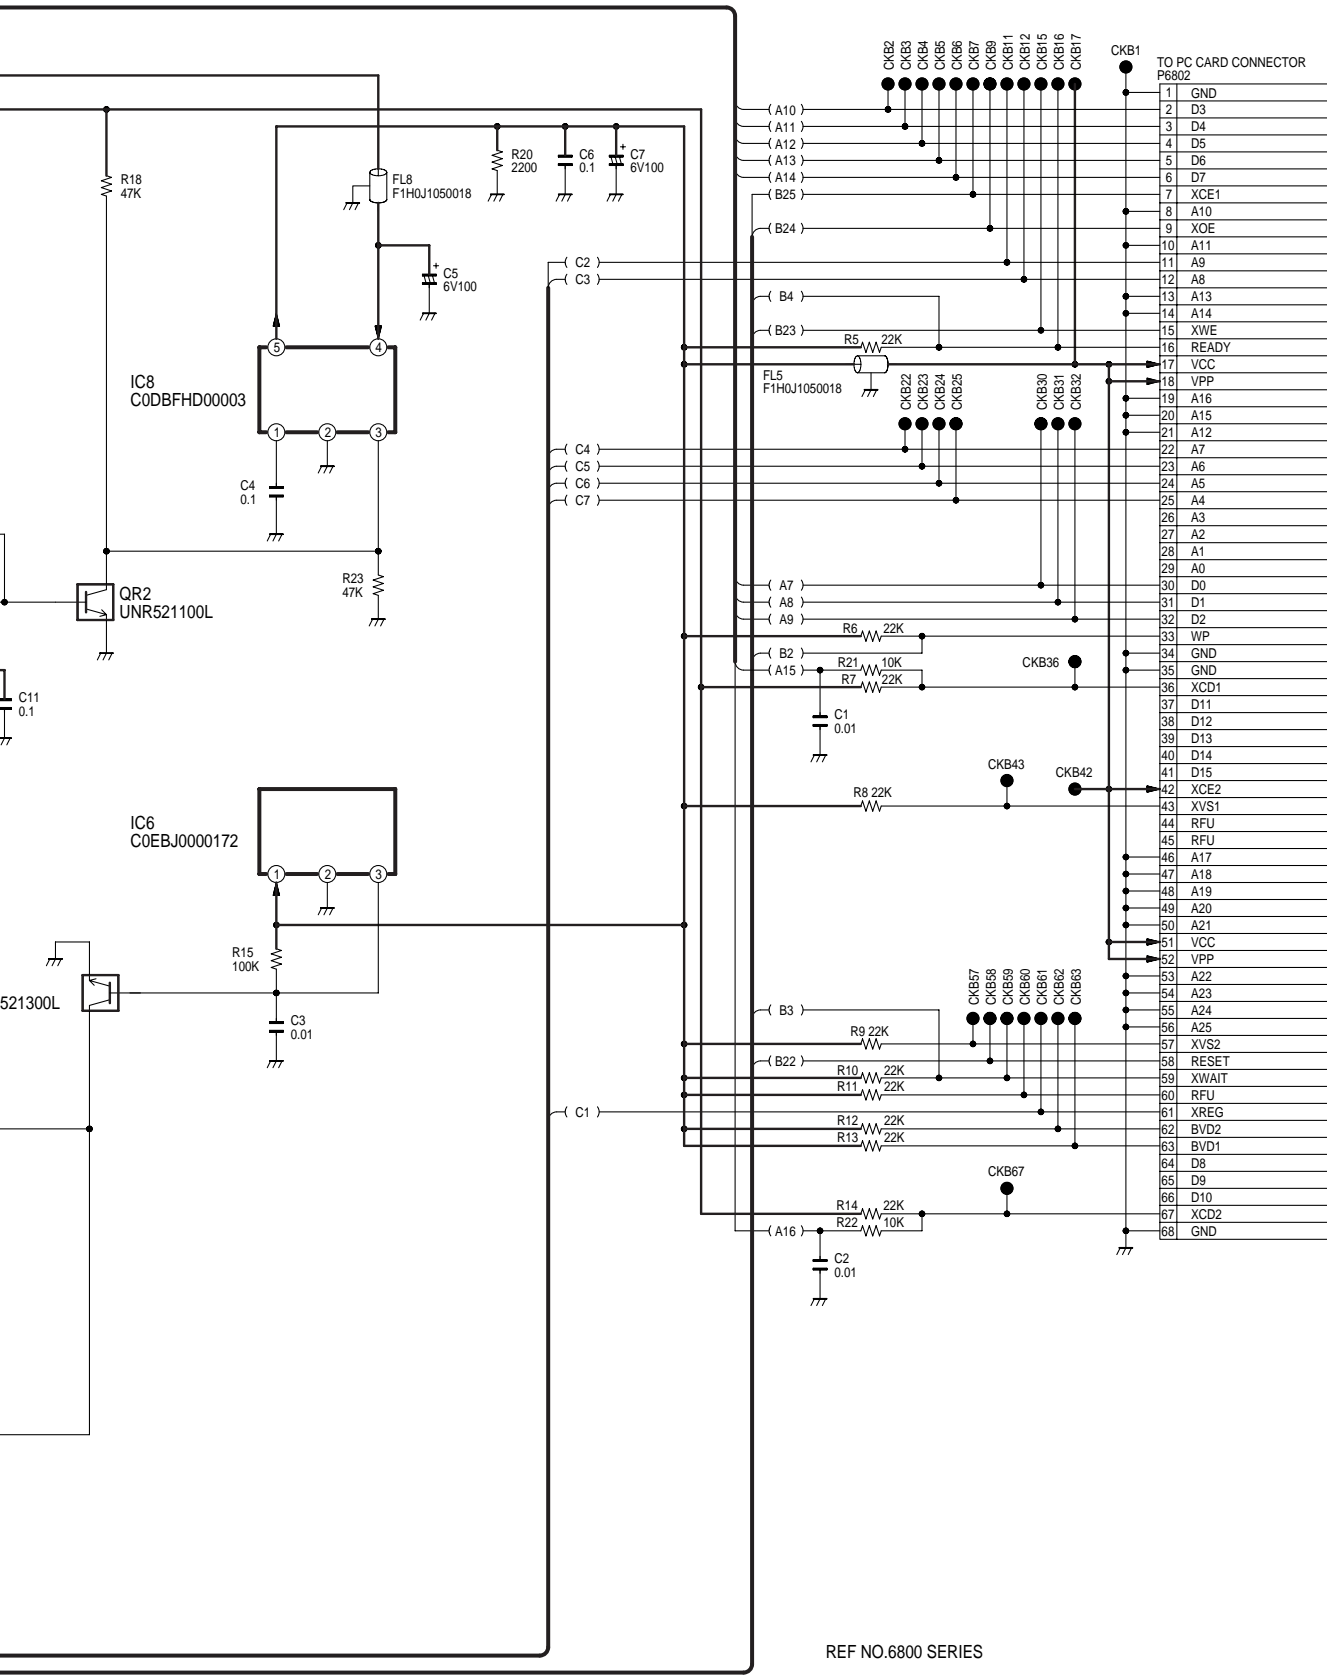 CKB2
CKB3
CKB4
CKB5
CKB6
CKB7
CKB9
CKB11
CKB12
CKB15
CKB16
CKB17
CKB1
TO PC CARD CONNECTOR
P6802
1 GND
2 D3
3 D4
4 D5
5 D6
6 D7
7 XCE1
8 A10
9 XOE
10 A11
11 A9
12 A8
13 A13
14 A14
15 XWE
16 READY
17 VCC
18 VPP
19 A16
20 A15
21 A12
22 A7
23 A6
24 A5
25 A4
26 A3
27 A2
28 A1
29 A0
30 D0
31 D1
32 D2
33 WP
34 GND
35 GND
36 XCD1
37 D11
38 D12
39 D13
40 D14
41 D15
42 XCE2
43 XVS1
44 RFU
45 RFU
46 A17
47 A18
48 A19
49 A20
50 A21
51 VCC
52 VPP
53 A22
54 A23
55 A24
56 A25
57 XVS2
58 RESET
59 XWAIT
60 RFU
61 XREG
62 BVD2
63 BVD1
64 D8
65 D9
66 D10
67 XCD2
68 GND
( A10 )
( A11 )
( A12 )
( A13 )
( A14 )
( B25 )
( B24 )
( C2 )
( C3 )
( B4 )
( B23 )
R5 22K
FL5
F1H0J1050018
CKB22
CKB23
CKB24
CKB25
CKB30
CKB31
CKB32
( C4 )
( C5 )
( C6 )
( C7 )
( A7 )
( A8 )
( A9 )
R6 22K
( B2 )
( A15 )
R21 10K
R7 22K
CKB36
C1
0.01
CKB43
CKB42
R8 22K
CKB57
CKB58
CKB59
CKB60
CKB61
CKB62
CKB63
( B3 )
R9 22K
( B22 )
R10 22K
R11 22K
( C1 )
R12 22K
R13 22K
CKB67
R14 22K
( A16 )
R22 10K
C2
0.01
R18
47K
FL8
F1H0J1050018
R20
2200
C6
0.1
+
C7
6V100
+
C5
6V100
5
4
IC8
C0DBFHD00003
1
2
3
C4
0.1
R23
47K
QR2
UNR521100L
C11
0.1
IC6
C0EBJ0000172
1
2
3
R15
100K
521300L
C3
0.01
REF NO.6800 SERIES